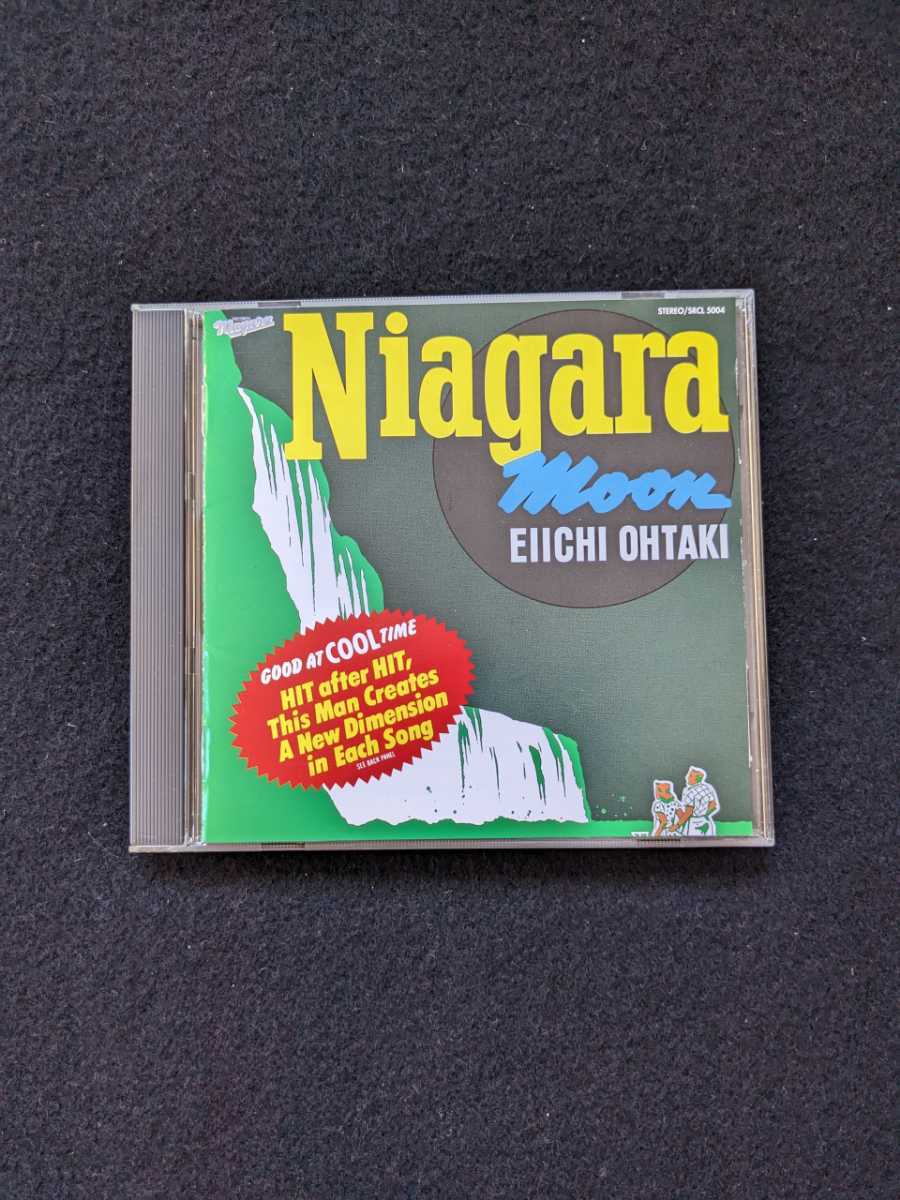 Niagara
STEREO/SRCL 5004
Niagara
Moon
EIICHI OHTAKI
GOOD AT COOL TIME
HIT after HIT,
This Man Creates
A New Dimension
in Each Song
SEE BACK PANEL